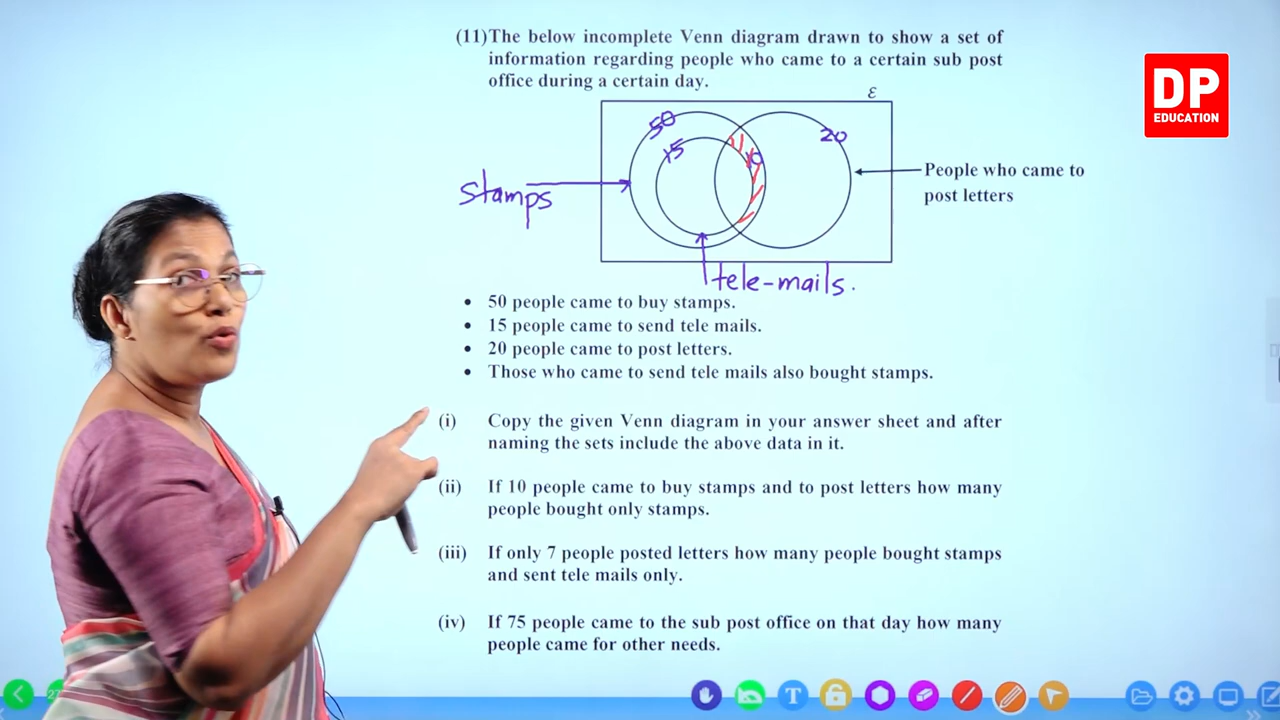 (11)The below incomplete Venn diagram drawn to show a set of
information regarding people who came to a certain sub post
office during a certain day.
ε
50
15
10
20
stamps
People who came to
post letters
tele-mails.
• 50 people came to buy stamps.
• 15 people came to send tele mails.
• 20 people came to post letters.
• Those who came to send tele mails also bought stamps.
(i) Copy the given Venn diagram in your answer sheet and after
naming the sets include the above data in it.
(ii) If 10 people came to buy stamps and to post letters how many
people bought only stamps.
(iii) If only 7 people posted letters how many people bought stamps
and sent tele mails only.
(iv) If 75 people came to the sub post office on that day how many
people came for other needs.
DP
EDUCATION
T